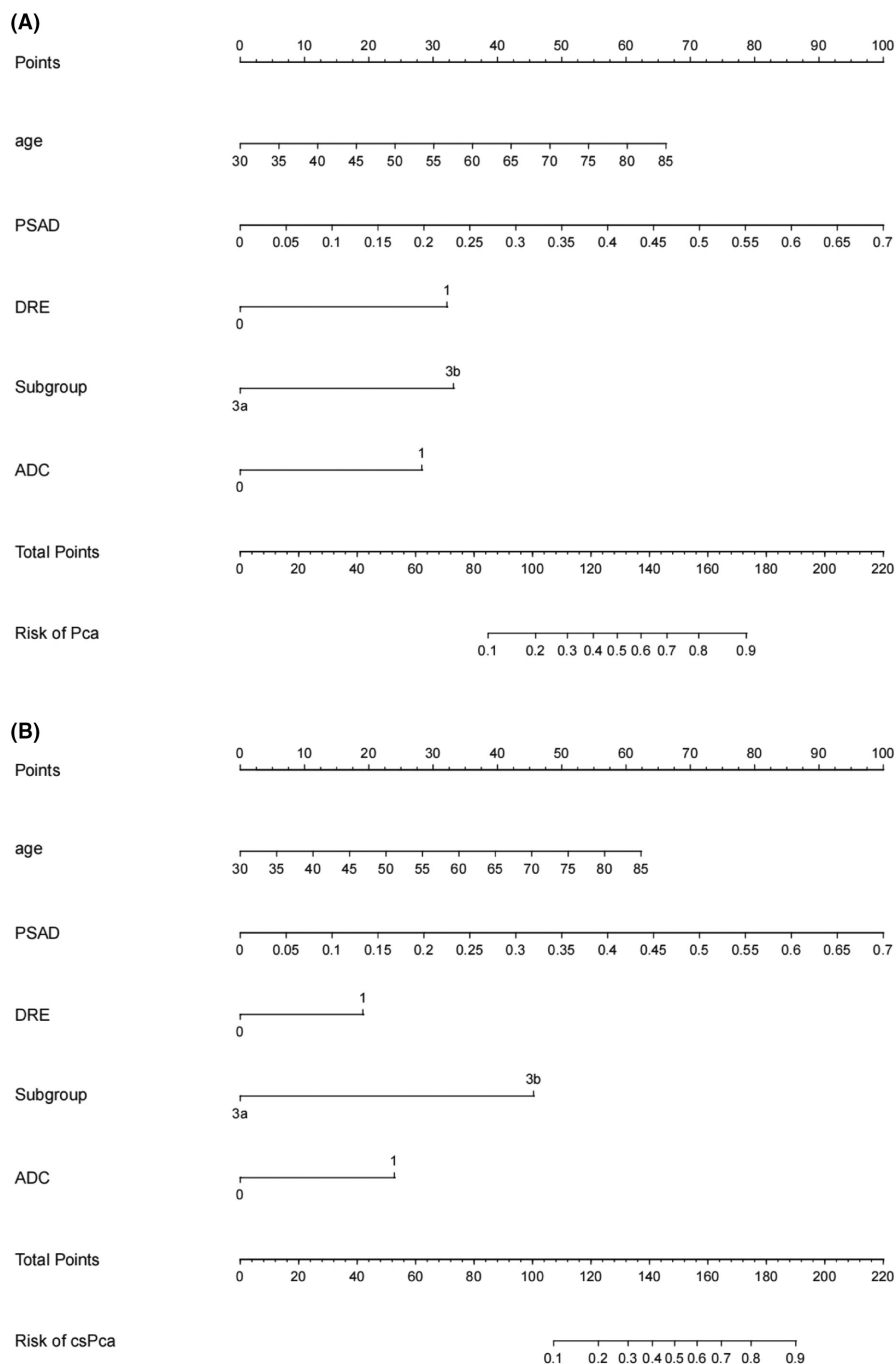 (A)
0 10 20 30 40 50 60 70 80 90 100
Points
age
30 35 40 45 50 55 60 65 70 75 80 85
PSAD
0 0.05 0.1 0.15 0.2 0.25 0.3 0.35 0.4 0.45 0.5 0.55 0.6 0.65 0.7
1
DRE
0
3b
Subgroup
3a
1
ADC
0
Total Points
0 20 40 60 80 100 120 140 160 180 200 220
Risk of Pca
0.1 0.2 0.3 0.4 0.5 0.6 0.7 0.8 0.9
(B)
0 10 20 30 40 50 60 70 80 90 100
Points
age
30 35 40 45 50 55 60 65 70 75 80 85
PSAD
0 0.05 0.1 0.15 0.2 0.25 0.3 0.35 0.4 0.45 0.5 0.55 0.6 0.65 0.7
1
DRE
0
3b
Subgroup
3a
1
ADC
0
Total Points
0 20 40 60 80 100 120 140 160 180 200 220
Risk of csPca
0.1 0.2 0.3 0.4 0.5 0.6 0.7 0.8 0.9